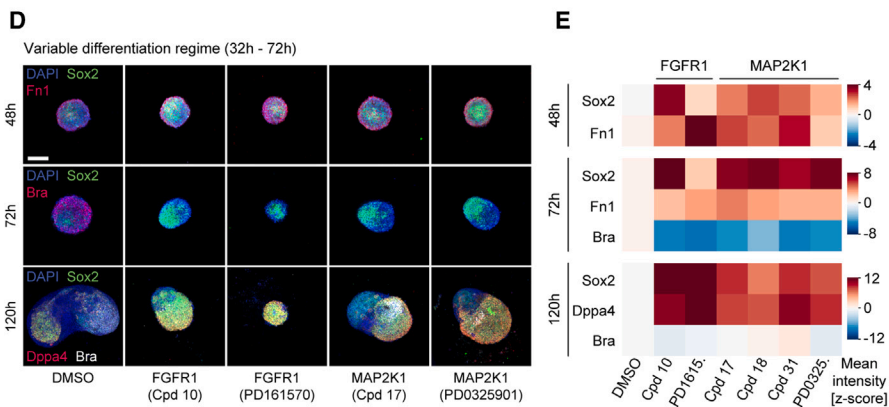 D
Variable differentiation regime (32h - 72h)
DAPI Sox2
Fn1
48h
DAPI Sox2
Bra
72h
DAPI Sox2
Dppa4 Bra
120h
DMSO
FGFR1
(Cpd 10)
FGFR1
(PD161570)
MAP2K1
(Cpd 17)
MAP2K1
(PD0325901)
E
FGFR1 MAP2K1
48h
Sox2
Fn1
4
0
-4
72h
Sox2
Fn1
Bra
8
0
-8
120h
Sox2
Dppa4
Bra
12
0
-12
DMSO
Cpd 10
PD1615.
Cpd 17
Cpd 18
Cpd 31
PD0325.
Mean
intensity
[z-score]